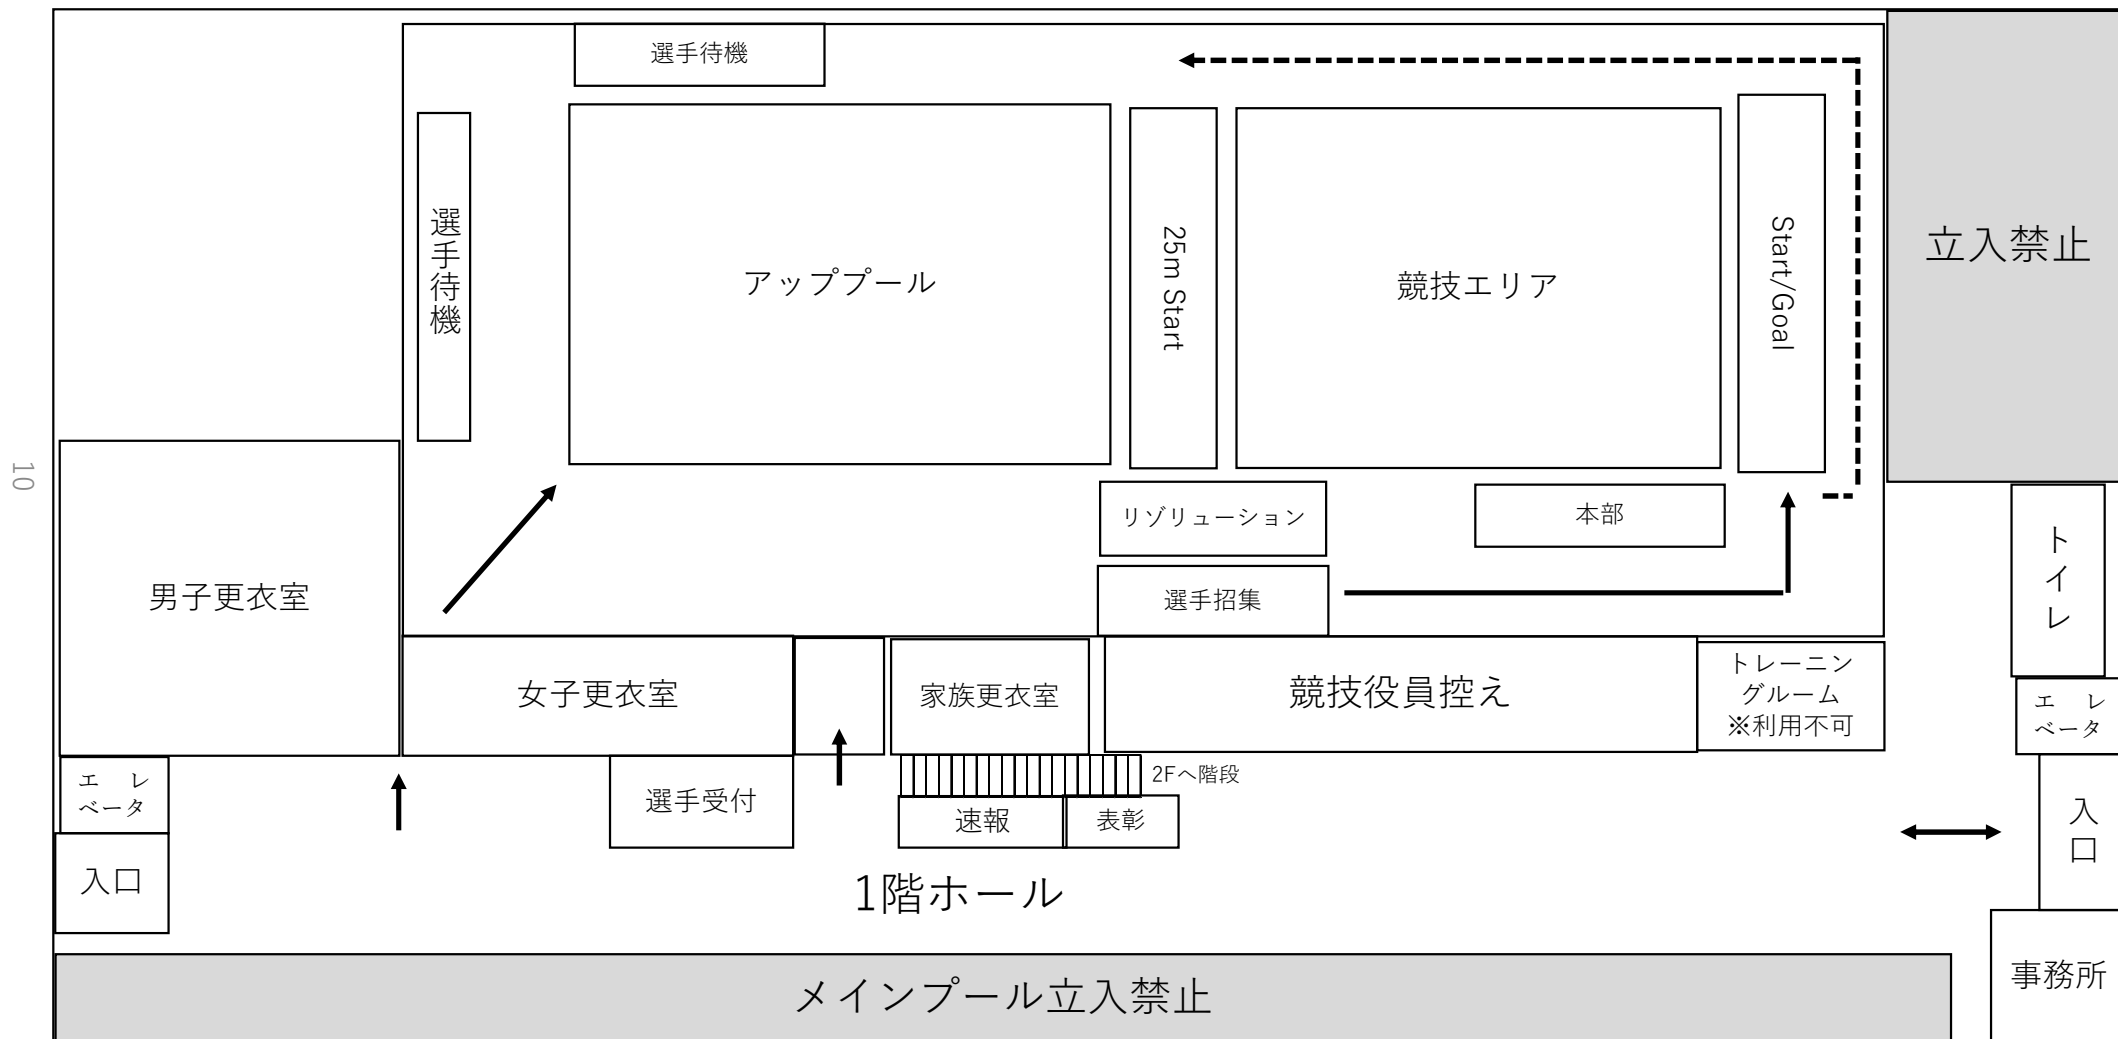 選手待機
選手待機
アッププール
25m Start
競技エリア
Start/Goal
立入禁止
10
リゾリューション
本部
選手招集
男子更衣室
女子更衣室
家族更衣室
競技役員控え
トレーニン
グルーム
※利用不可
トイレ
エ レ
ベータ
エ レ
ベータ
選手受付
2Fへ階段
速報
表彰
入口
入口
1階ホール
事務所
メインプール立入禁止